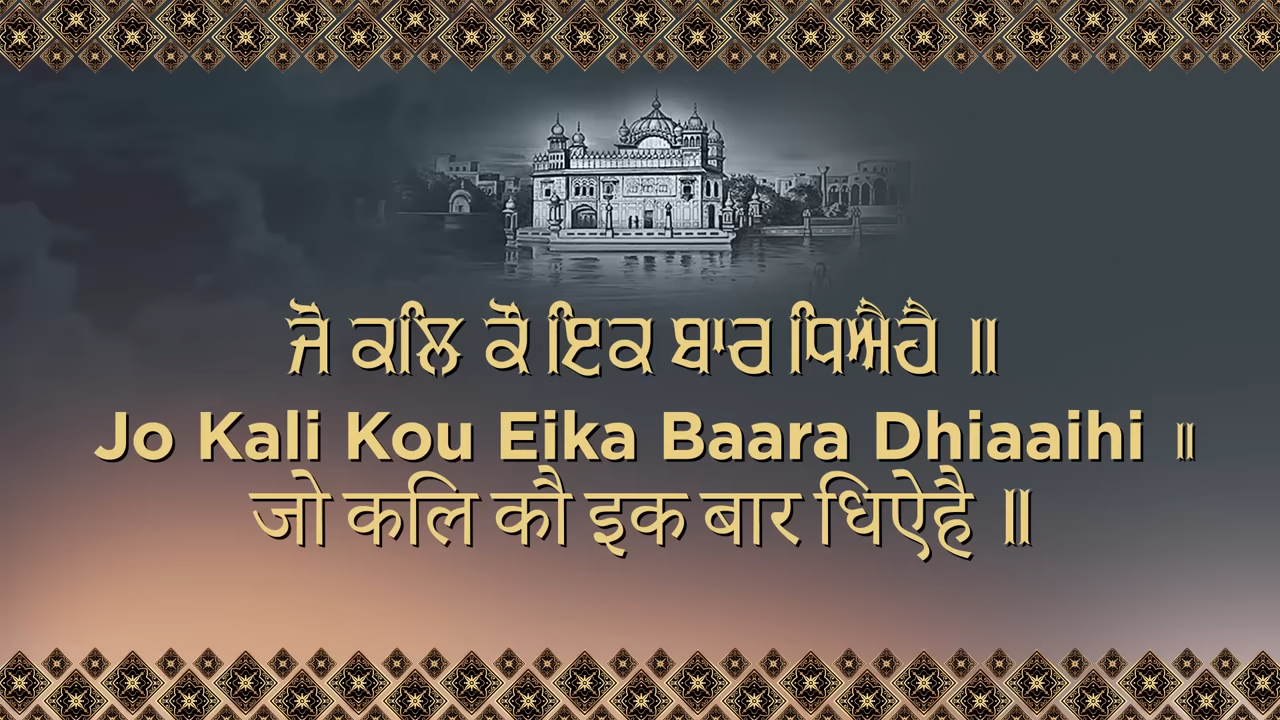 ਜੋ ਕਲਿ ਕੌ ਇਕ ਬਾਰ ਧਿਐਹੈ ॥
Jo Kali Kou Eika Baara Dhiaaihi ॥
जो कलि कौ इक बार धिऐहै ॥